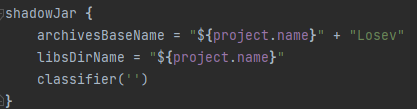 shadowJar {
    archivesBaseName = "${project.name}" + "Losev"
    libsDirName = "${project.name}"
    classifier('')
}